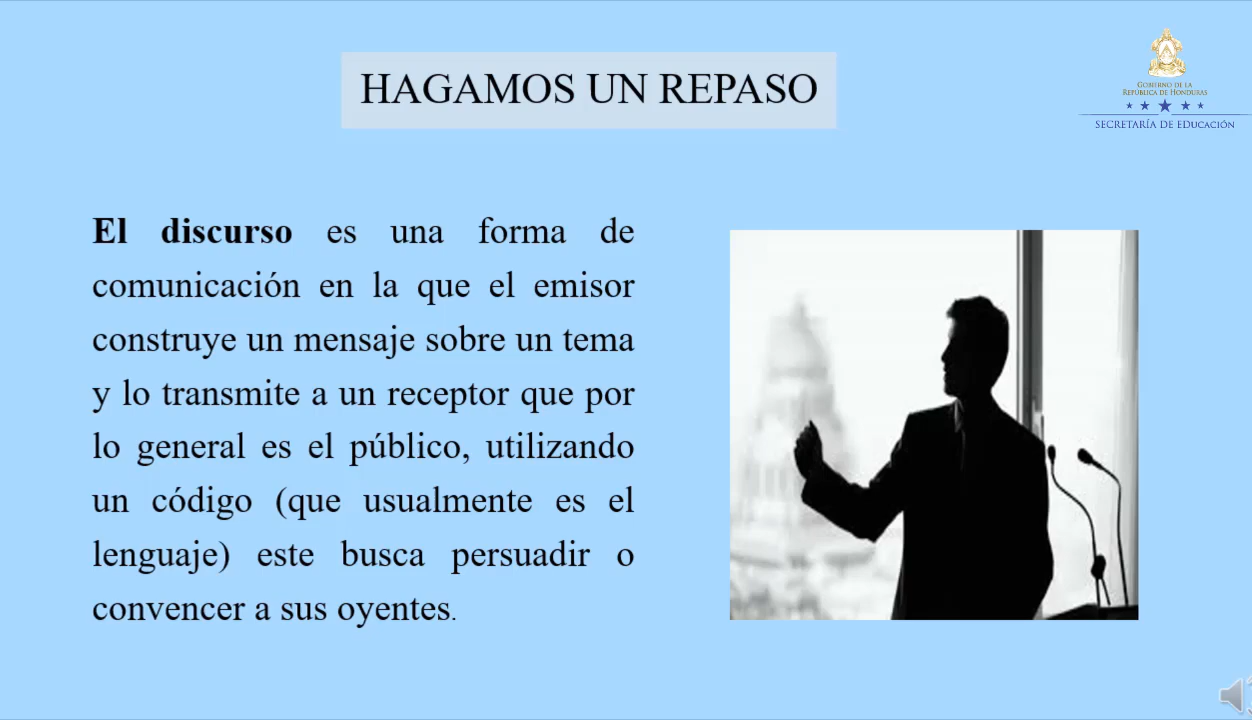 HAGAMOS UN REPASO
GOBIERNO DE LA
REPÚBLICA DE HONDURAS
SECRETARÍA DE EDUCACIÓN
El discurso es una forma de
comunicación en la que el emisor
construye un mensaje sobre un tema
y lo transmite a un receptor que por
lo general es el público, utilizando
un código (que usualmente es el
lenguaje) este busca persuadir o
convencer a sus oyentes.